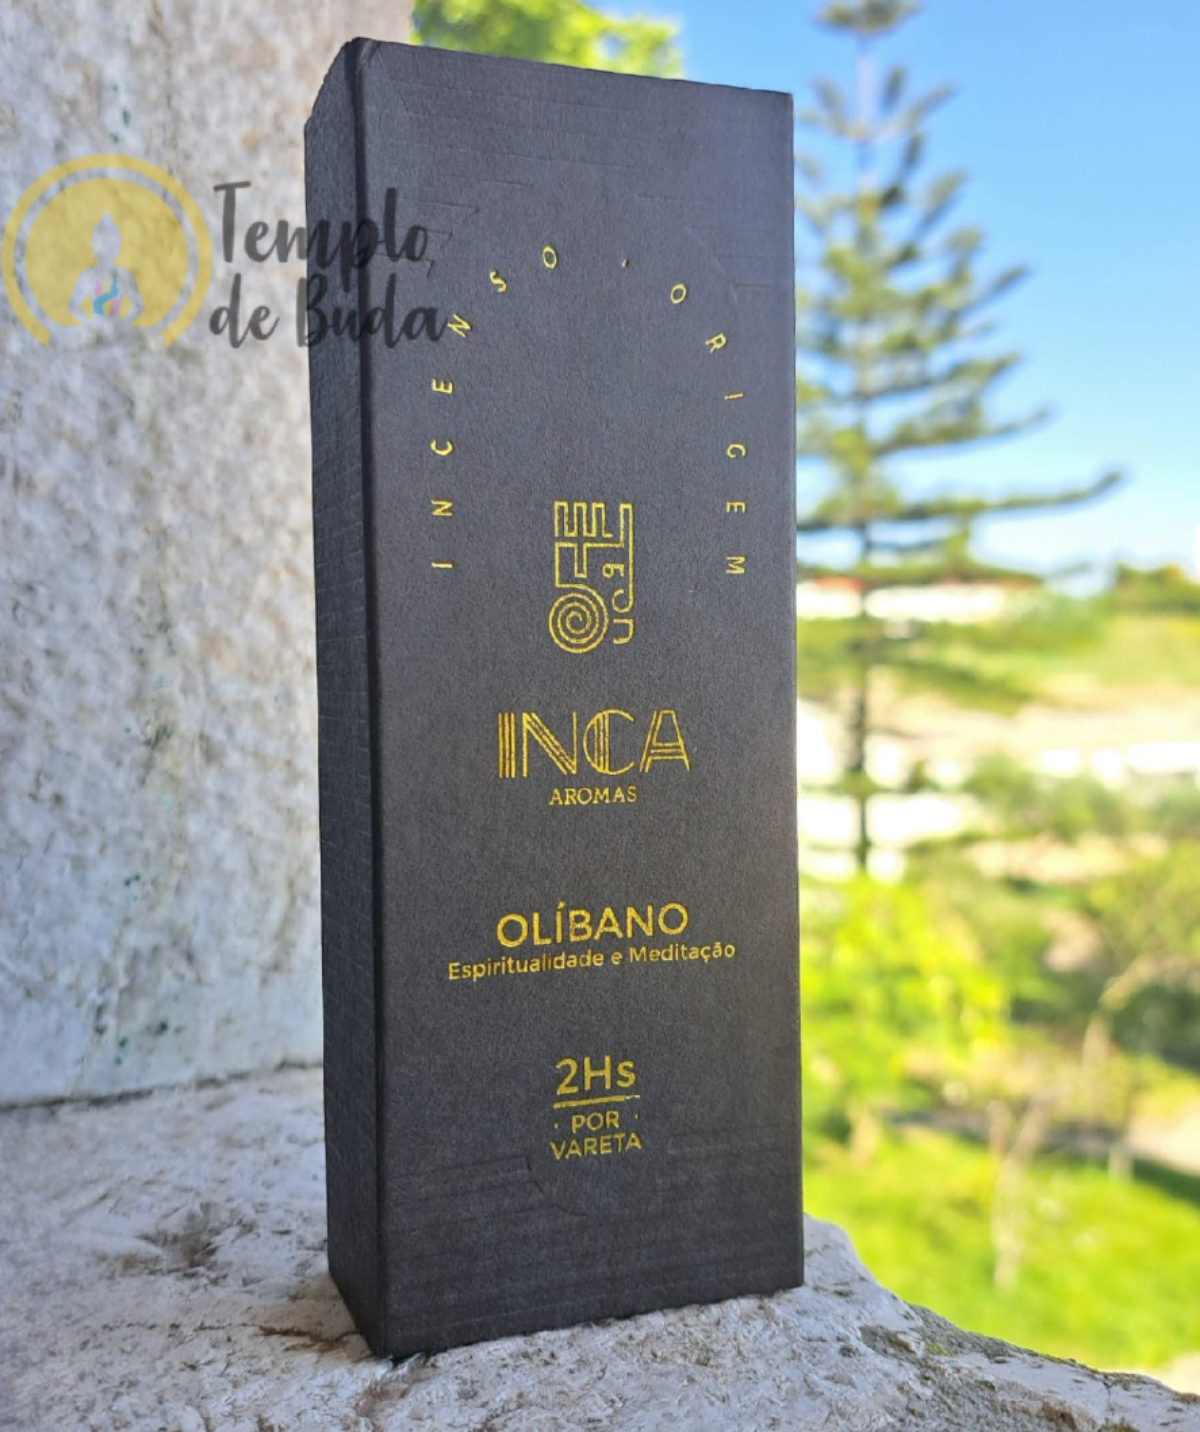 Templo
de Buda
INCENSO · ORIGEM
INCA
AROMAS
OLÍBANO
Espiritualidade e Meditação
2Hs
· POR ·
VARETA